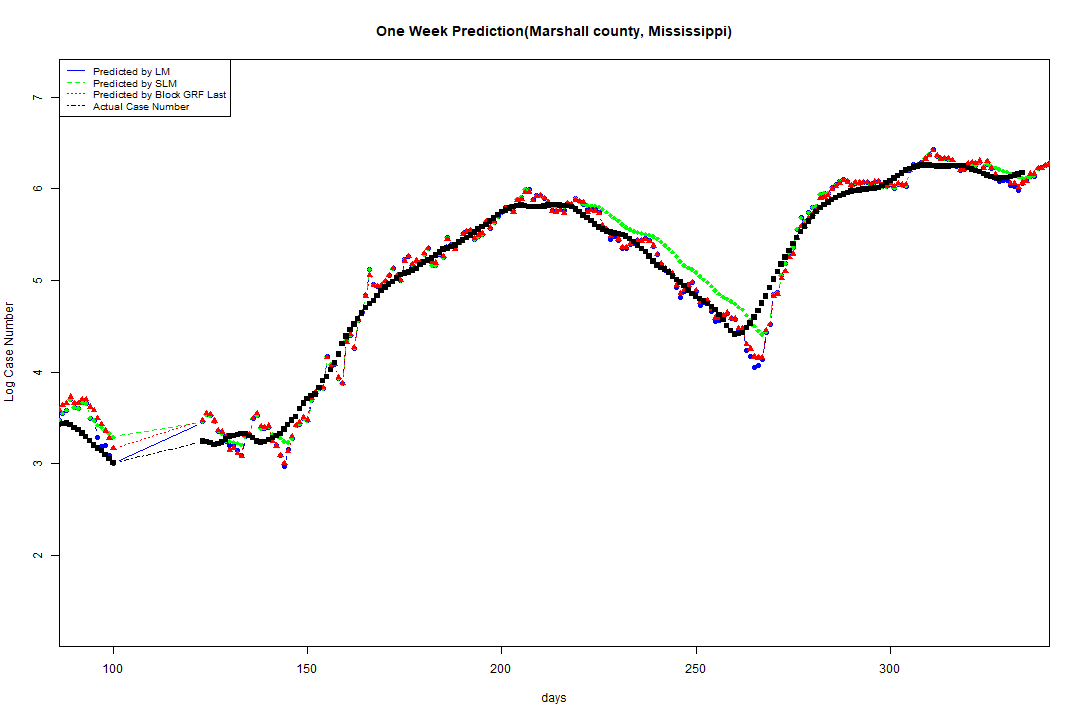 One Week Prediction(Marshall county, Mississippi)
Predicted by LM
Predicted by SLM
Predicted by Block GRF Last
Actual Case Number
7
6
5
4
3
2
Log Case Number
100 150 200 250 300
days